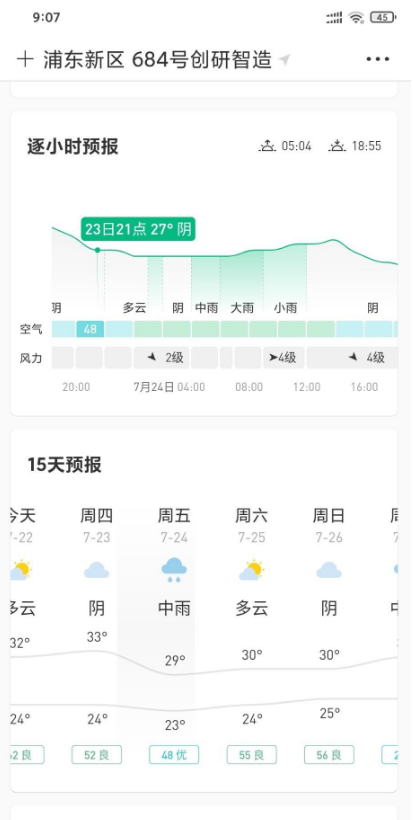 9:07
45
浦东新区 684号创研智造
逐小时预报
05:04 18:55
23日21点 27° 阴
阴 多云 阴 中雨 大雨 小雨 阴
空气 48
风力 2级 4级 4级
20:00 7月24日 04:00 08:00 12:00 16:00
15天预报
今天 周四 周五 周六 周日
7-22 7-23 7-24 7-25 7-26
多云 阴 中雨 多云 阴
32° 33° 29° 30° 30°
24° 24° 23° 24° 25°
52 良 48 优 55 良 56 良